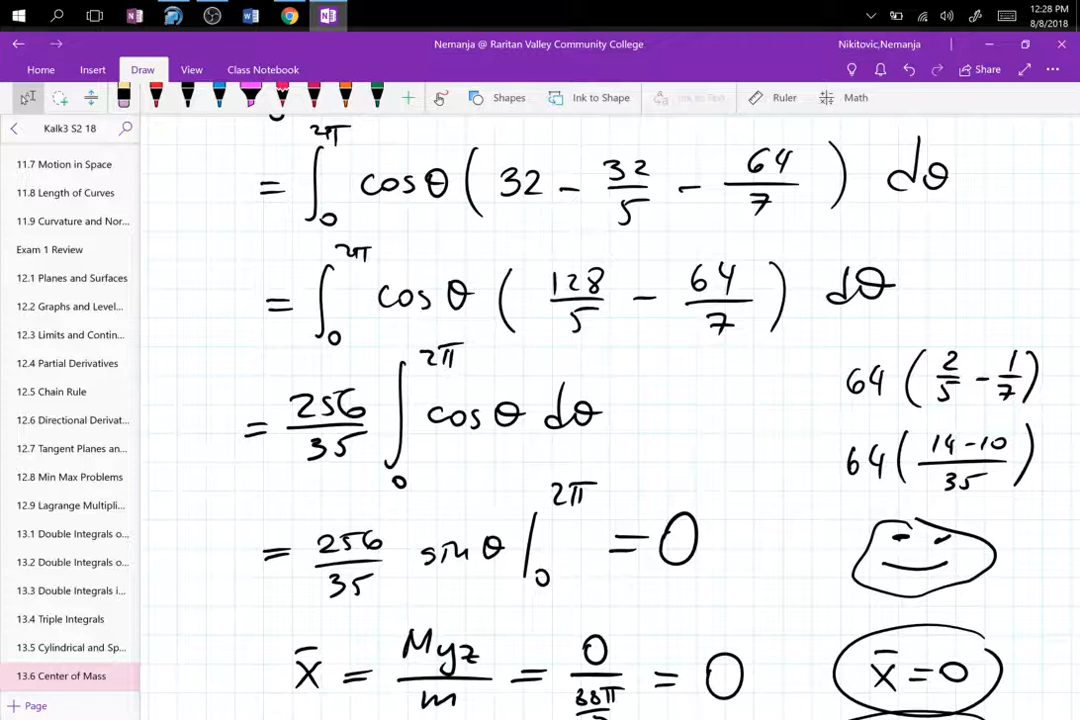 12:28 PM
8/8/2018
Nemanja @ Raritan Valley Community College
Nikitovic,Nemanja
Home Insert Draw View Class Notebook
Share
Shapes Ink to Shape Ink to Text Ruler Math
Kalk3 S2 18
11.7 Motion in Space
11.8 Length of Curves
11.9 Curvature and Nor...
Exam 1 Review
12.1 Planes and Surfaces
12.2 Graphs and Level...
12.3 Limits and Contin...
12.4 Partial Derivatives
12.5 Chain Rule
12.6 Directional Derivat...
12.7 Tangent Planes an...
12.8 Min Max Problems
12.9 Lagrange Multipli...
13.1 Double Integrals o...
13.2 Double Integrals o...
13.3 Double Integrals i...
13.4 Triple Integrals
13.5 Cylindrical and Sp...
13.6 Center of Mass
+ Page
= ∫₀^2π cosθ ( 32 − 32/5 − 64/7 ) dθ
= ∫₀^2π cosθ ( 128/5 − 64/7 ) dθ
64 ( 2/5 − 1/7 )
= 256/35 ∫₀^2π cosθ dθ
64 ( 14−10/35 )
= 256/35 sinθ |₀^2π = 0
x̄ = Myz/m = 0 = 0
x̄ = 0